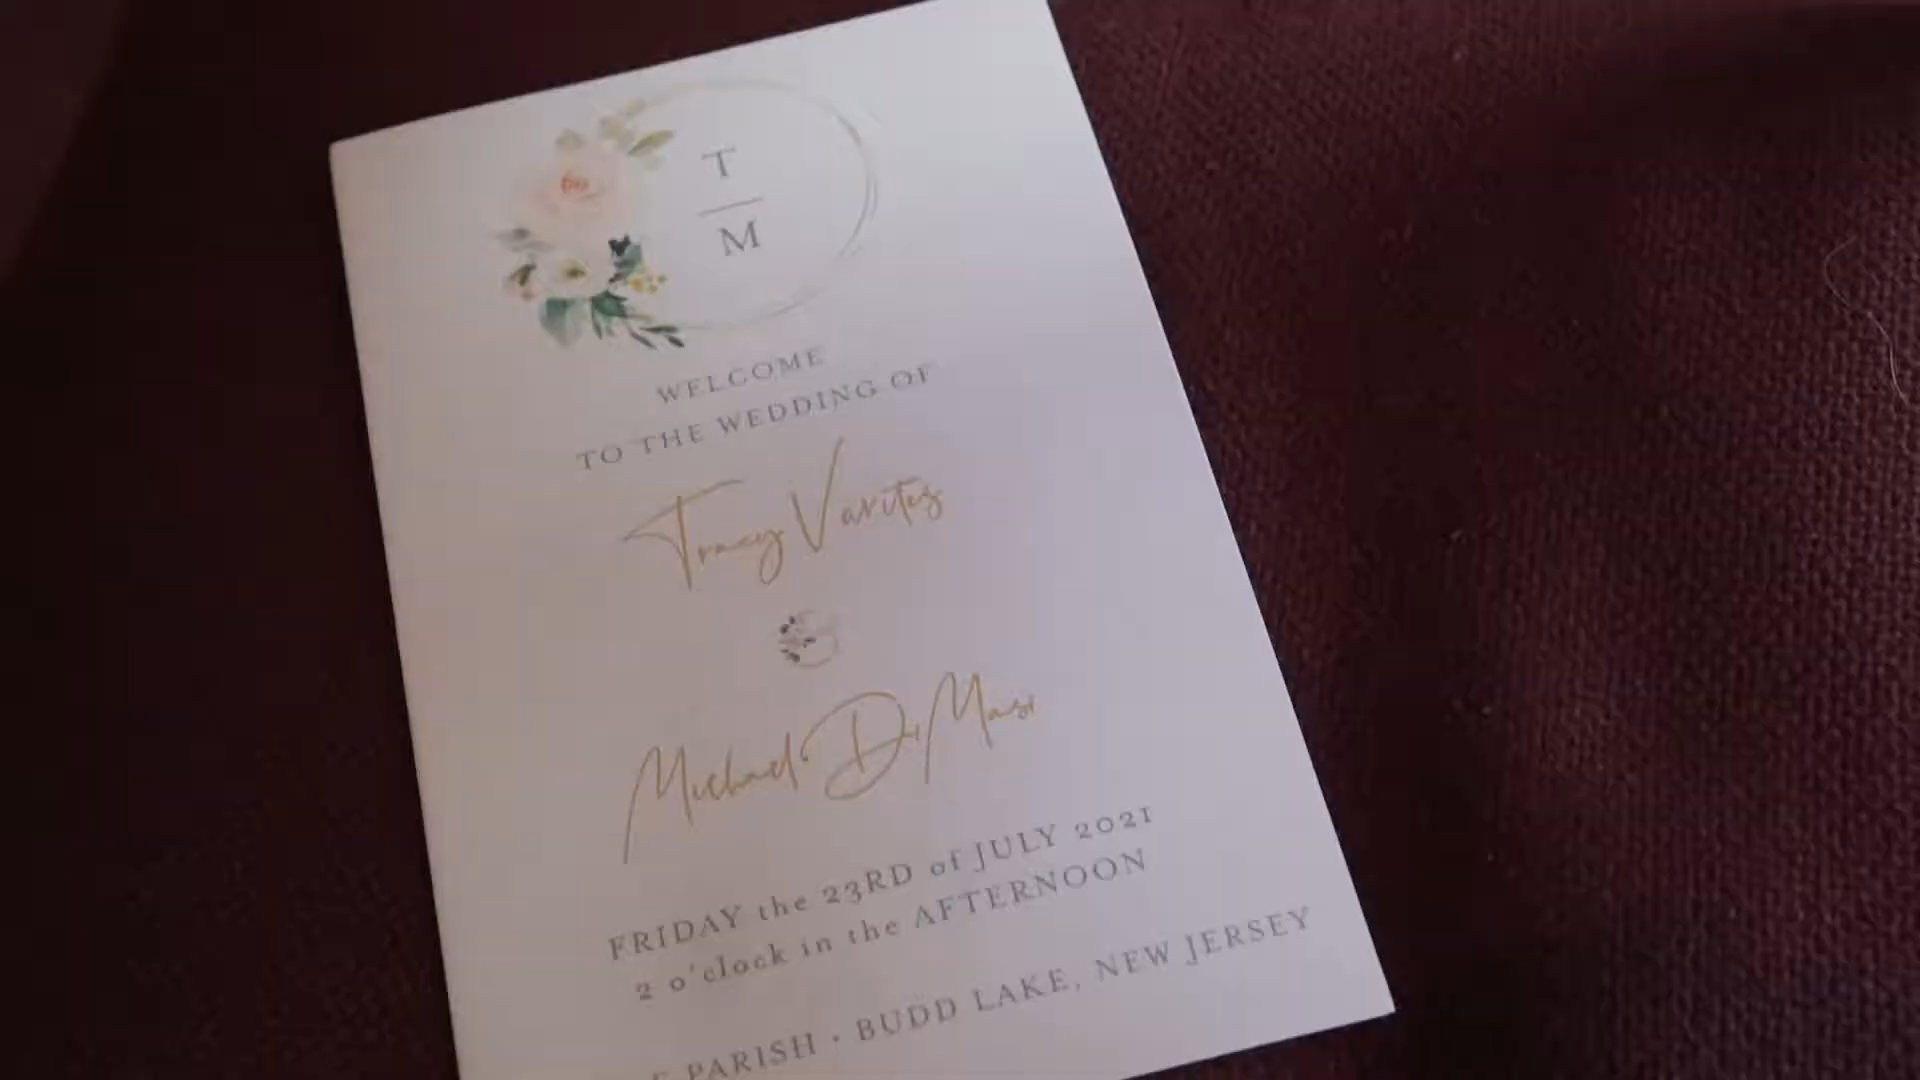 T
M
WELCOME
TO THE WEDDING OF
Tracy Varitez
Michael DiMasi
FRIDAY the 23RD of JULY 2021
2 o'clock in the AFTERNOON
PARISH · BUDD LAKE, NEW JERSEY